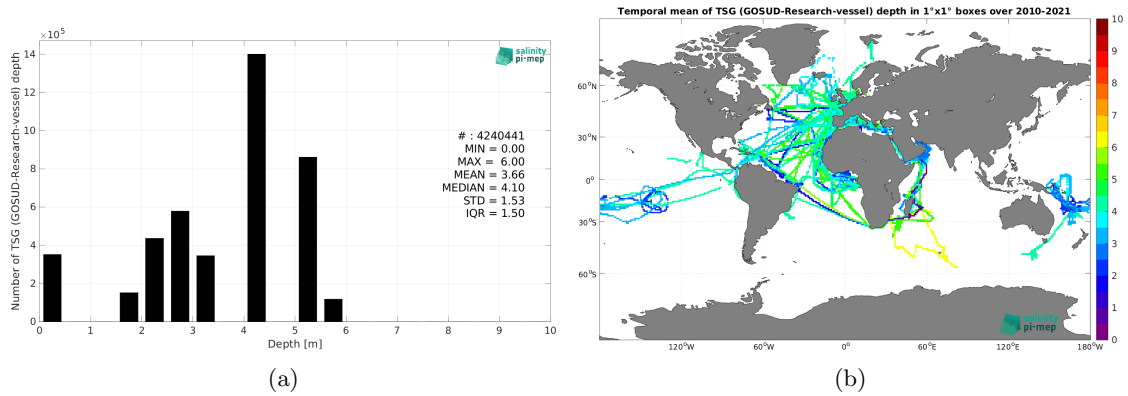 ×10⁵
14
12
10
8
6
4
2
0
Number of TSG (GOSUD-Research-vessel) depth
salinity
pi-mep
# : 4240441
MIN = 0.00
MAX = 6.00
MEAN = 3.66
MEDIAN = 4.10
STD = 1.53
IQR = 1.50
0 1 2 3 4 5 6 7 8 9 10
Depth [m]
(a)
Temporal mean of TSG (GOSUD-Research-vessel) depth in 1°x1° boxes over 2010-2021
60°N
30°N
0°
30°S
60°S
120°W 60°W 0° 60°E 120°E 180°W
salinity
pi-mep
10
9
8
7
6
5
4
3
2
1
0
(b)